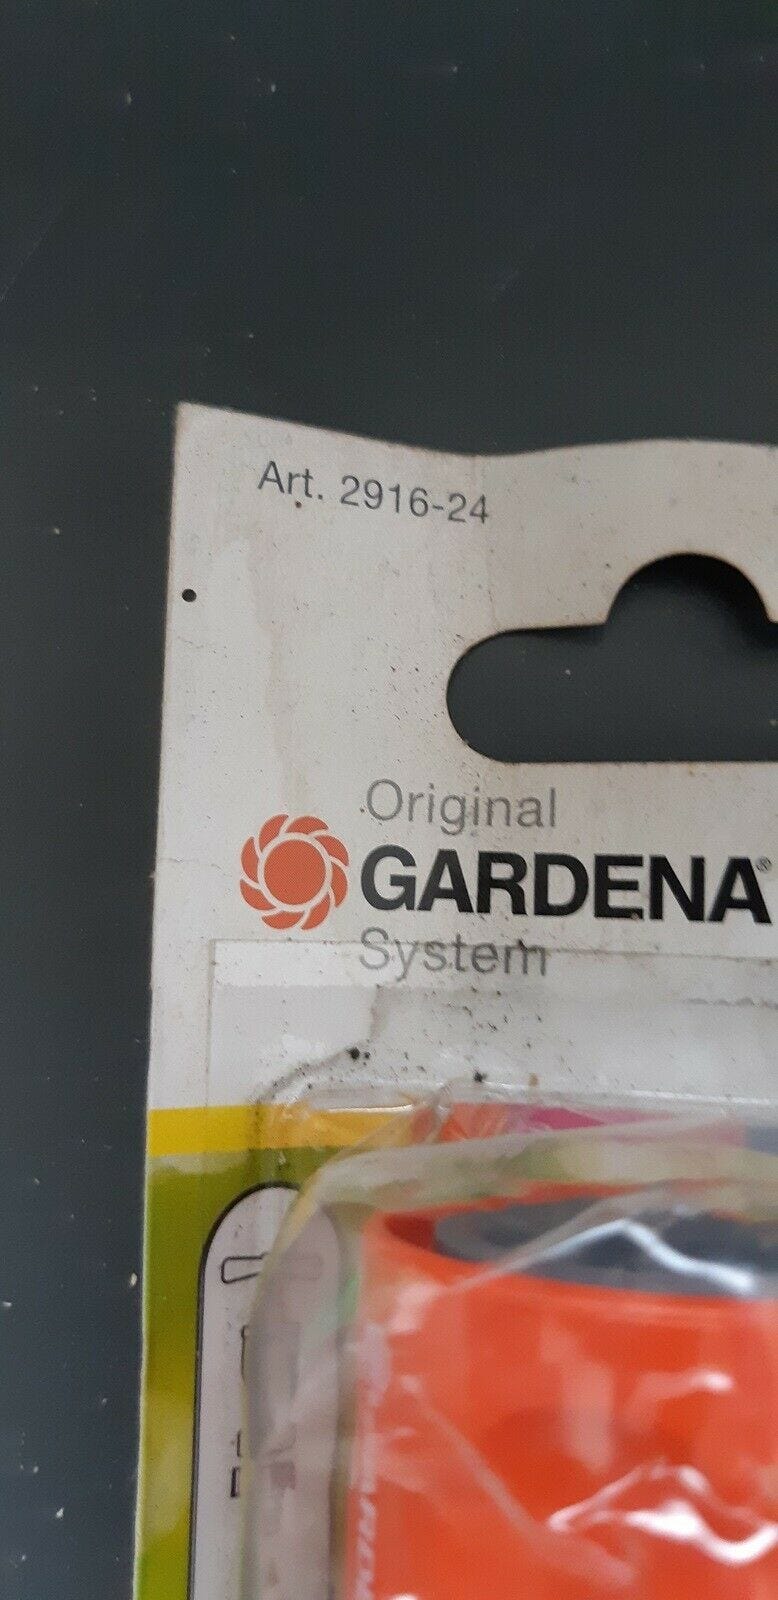 Art. 2916-24
Original
GARDENA®
System